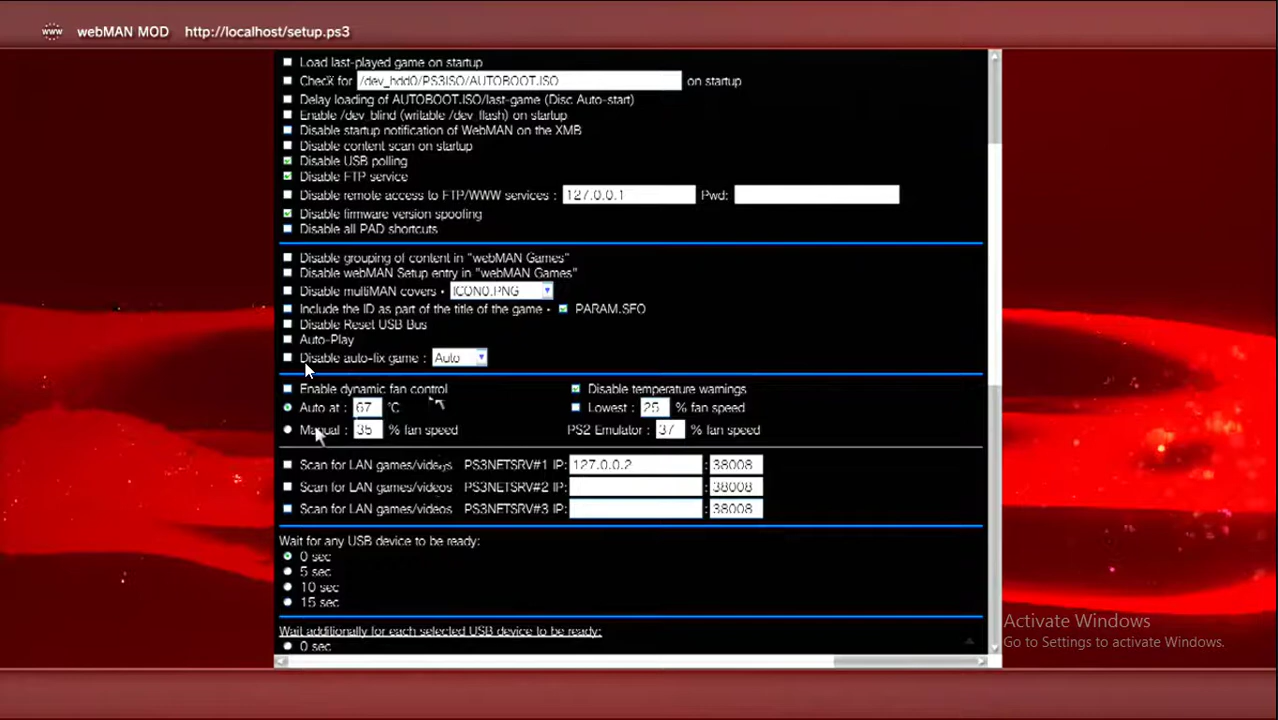 webMAN MOD http://localhost/setup.ps3
Load last-played game on startup
Check for /dev_hdd0/PS3ISO/AUTOBOOT.ISO on startup
Delay loading of AUTOBOOT.ISO/last-game (Disc Auto-start)
Enable /dev_blind (writable /dev_flash) on startup
Disable startup notification of WebMAN on the XMB
Disable content scan on startup
Disable USB polling
Disable FTP service
Disable remote access to FTP/WWW services : 127.0.0.1 Pwd:
Disable firmware version spoofing
Disable all PAD shortcuts
Disable grouping of content in "webMAN Games"
Disable webMAN Setup entry in "webMAN Games"
Disable multiMAN covers • ICON0.PNG
Include the ID as part of the title of the game • PARAM.SFO
Disable Reset USB Bus
Auto-Play
Disable auto-fix game : Auto
Enable dynamic fan control Disable temperature warnings
Auto at : 67 °C Lowest : 25 % fan speed
Manual : 35 % fan speed PS2 Emulator : 37 % fan speed
Scan for LAN games/videos PS3NETSRV#1 IP: 127.0.0.2 : 38008
Scan for LAN games/videos PS3NETSRV#2 IP: : 38008
Scan for LAN games/videos PS3NETSRV#3 IP: : 38008
Wait for any USB device to be ready:
0 sec
5 sec
10 sec
15 sec
Wait additionally for each selected USB device to be ready:
0 sec
Activate Windows
Go to Settings to activate Windows.